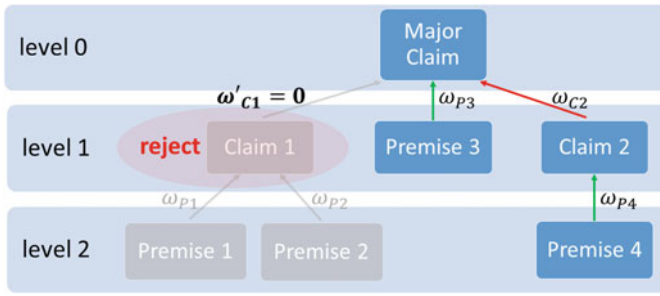 level 0
Major
Claim
ω'C1 = 0
ωP3
ωC2
level 1
reject
Claim 1
Premise 3
Claim 2
ωP1
ωP2
ωP4
level 2
Premise 1
Premise 2
Premise 4